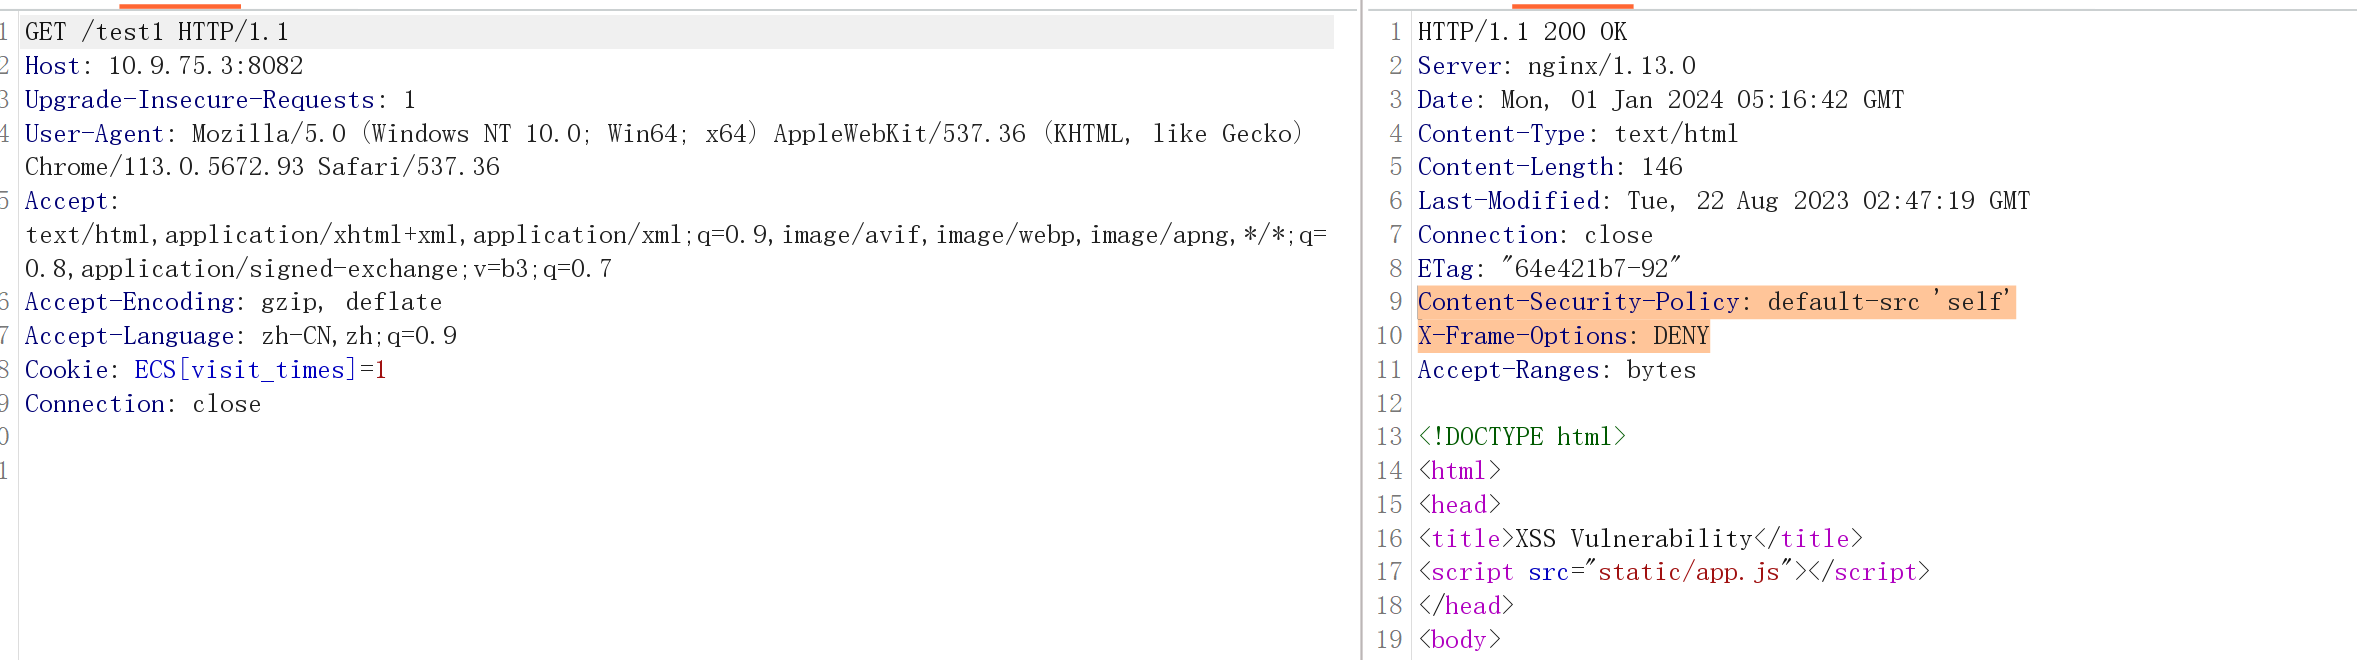 1 GET /test1 HTTP/1.1
2 Host: 10.9.75.3:8082
3 Upgrade-Insecure-Requests: 1
4 User-Agent: Mozilla/5.0 (Windows NT 10.0; Win64; x64) AppleWebKit/537.36 (KHTML, like Gecko)
Chrome/113.0.5672.93 Safari/537.36
5 Accept:
text/html,application/xhtml+xml,application/xml;q=0.9,image/avif,image/webp,image/apng,*/*;q=
0.8,application/signed-exchange;v=b3;q=0.7
6 Accept-Encoding: gzip, deflate
7 Accept-Language: zh-CN,zh;q=0.9
8 Cookie: ECS[visit_times]=1
9 Connection: close
0
1
1 HTTP/1.1 200 OK
2 Server: nginx/1.13.0
3 Date: Mon, 01 Jan 2024 05:16:42 GMT
4 Content-Type: text/html
5 Content-Length: 146
6 Last-Modified: Tue, 22 Aug 2023 02:47:19 GMT
7 Connection: close
8 ETag: "64e421b7-92"
9 Content-Security-Policy: default-src 'self'
10 X-Frame-Options: DENY
11 Accept-Ranges: bytes
12
13 <!DOCTYPE html>
14 <html>
15 <head>
16 <title>XSS Vulnerability</title>
17 <script src="static/app.js"></script>
18 </head>
19 <body>